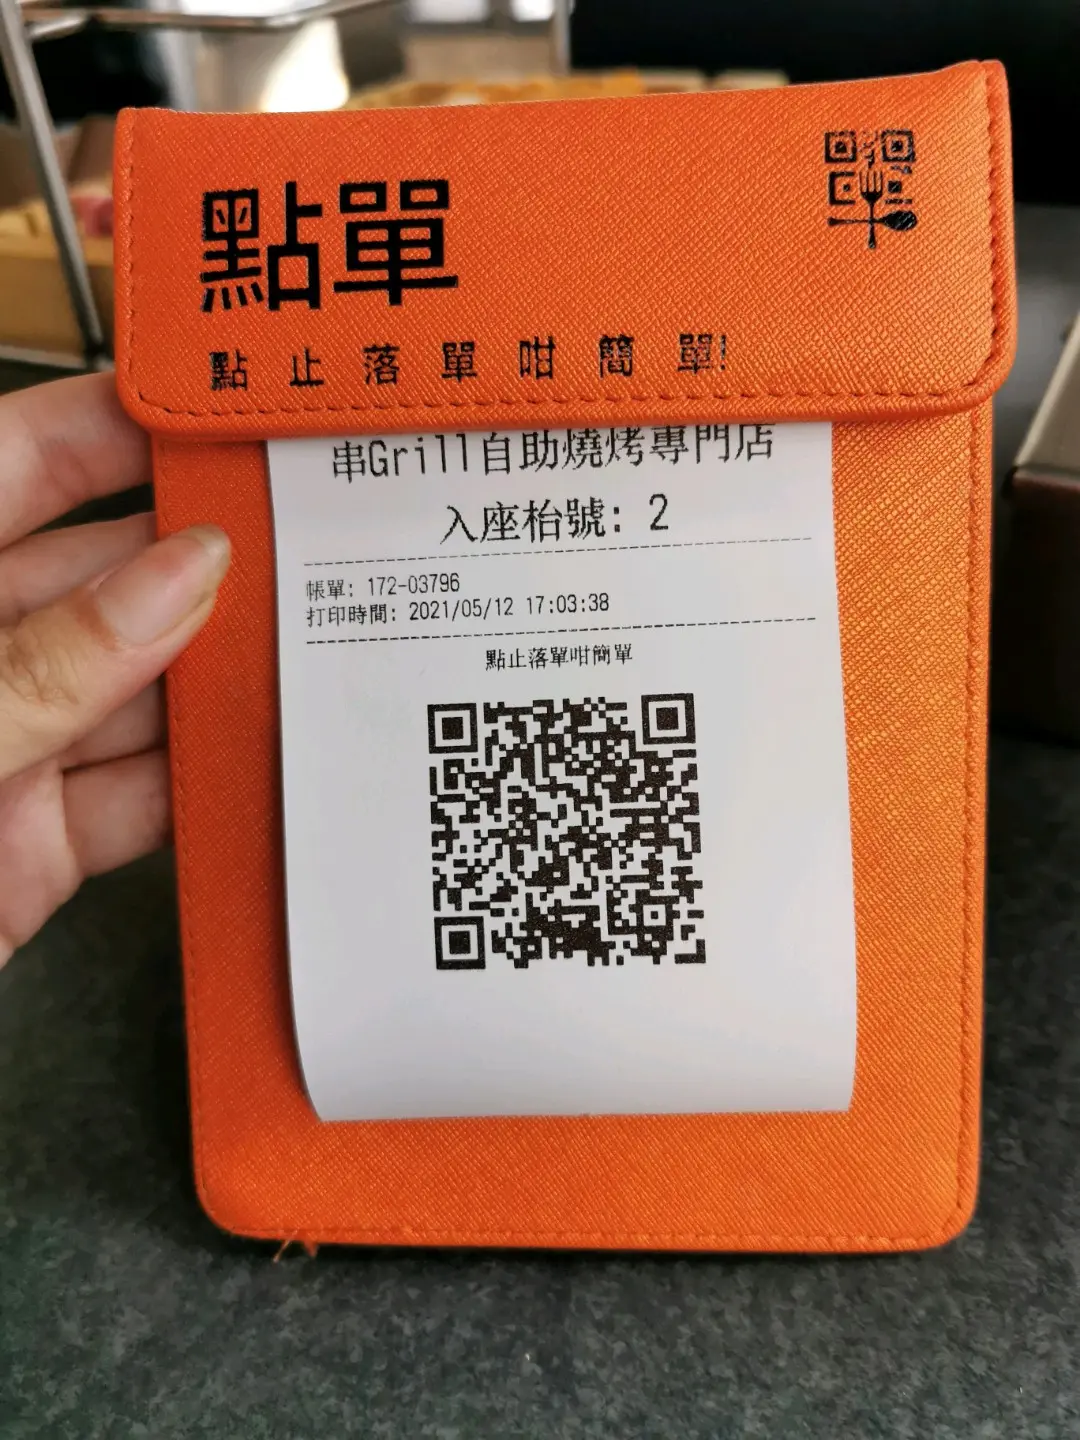 點單
點止落單咁簡單!
串Grill自助燒烤專門店
入座枱號: 2
帳單: 172-03796
打印時間: 2021/05/12 17:03:38
點止落單咁簡單